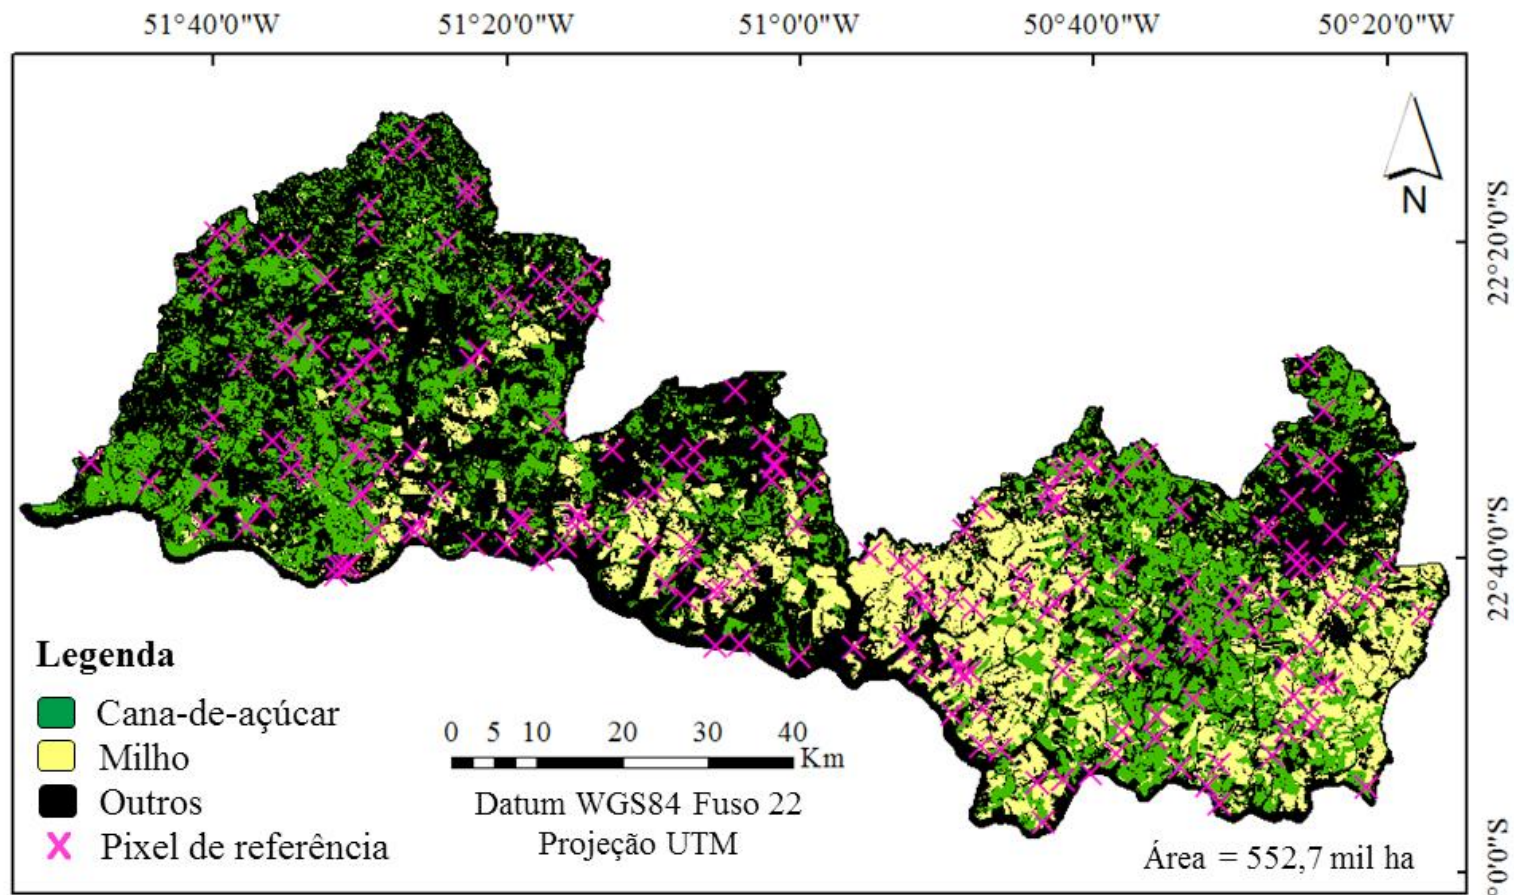 51°40'0"W 51°20'0"W 51°0'0"W 50°40'0"W 50°20'0"W
N
22°20'0"S
22°40'0"S
°0'0"S
Legenda
Cana-de-açúcar
Milho
Outros
Pixel de referência
0 5 10 20 30 40
Km
Datum WGS84 Fuso 22
Projeção UTM
Área = 552,7 mil ha